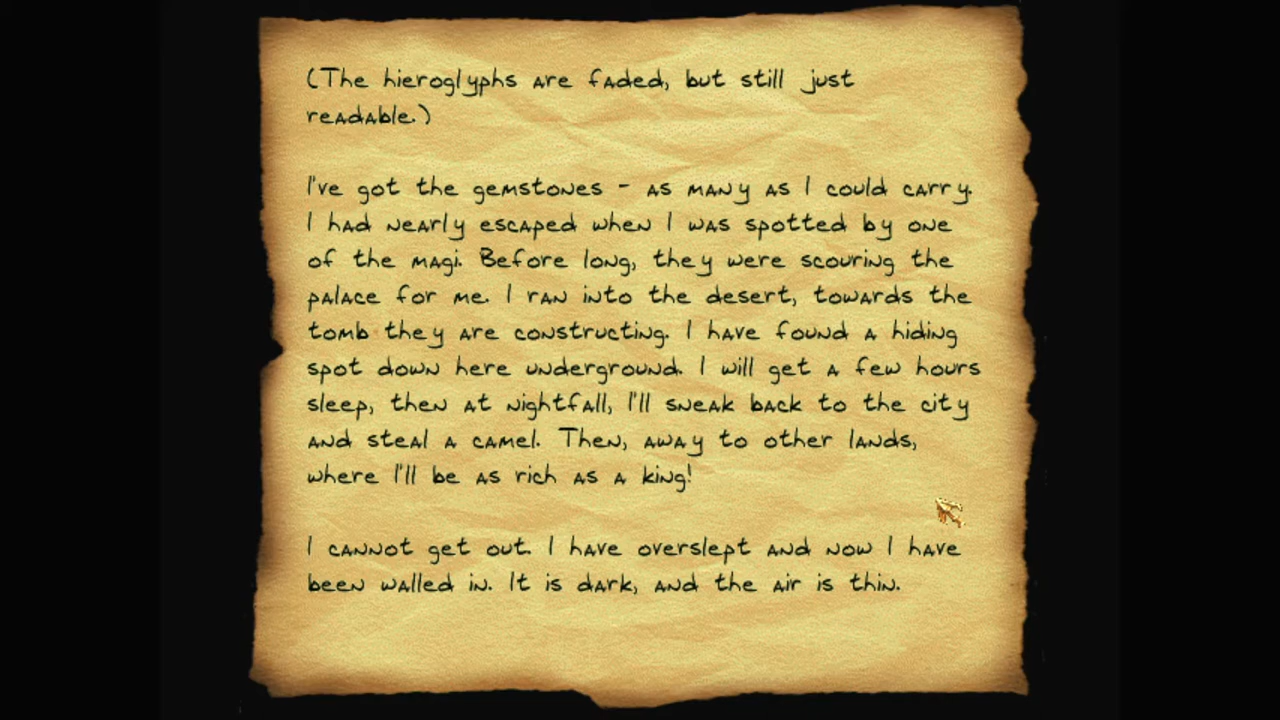 (The hieroglyphs are faded, but still just
readable.)
I've got the gemstones - as many as I could carry.
I had nearly escaped when I was spotted by one
of the magi. Before long, they were scouring the
palace for me. I ran into the desert, towards the
tomb they are constructing. I have found a hiding
spot down here underground. I will get a few hours
sleep, then at nightfall, I'll sneak back to the city
and steal a camel. Then, away to other lands,
where I'll be as rich as a king!
I cannot get out. I have overslept and now I have
been walled in. It is dark, and the air is thin.